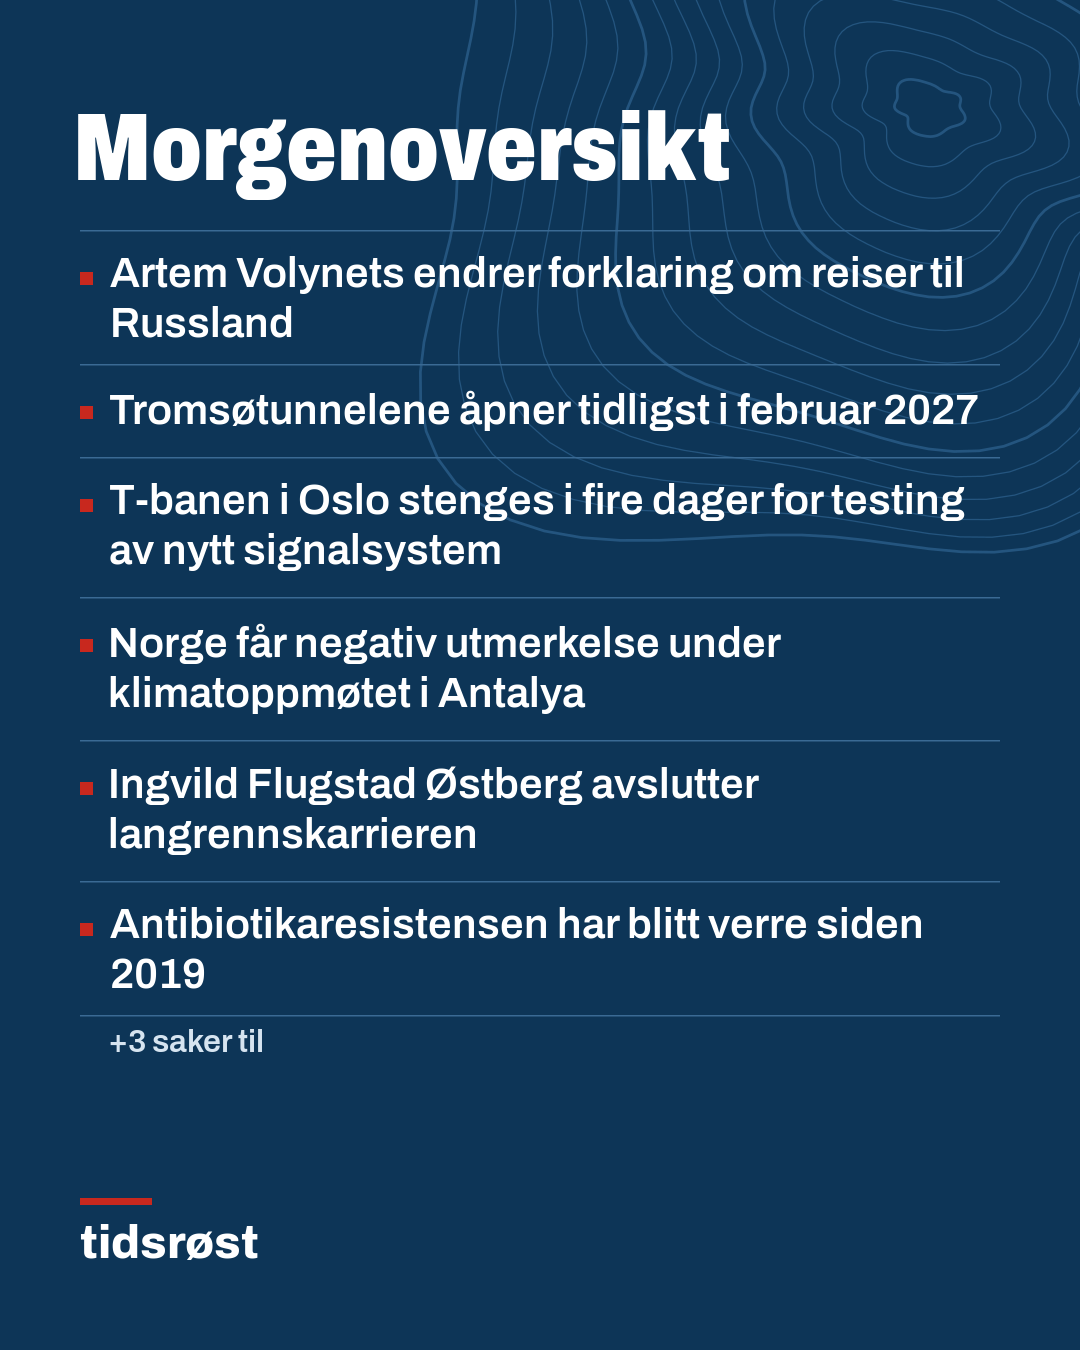 Morgenoversikt
Artem Volynets endrer forklaring om reiser til
Russland
Tromsøtunnelene åpner tidligst i februar 2027
T-banen i Oslo stenges i fire dager for testing
av nytt signalsystem
Norge får negativ utmerkelse under
klimatoppmøtet i Antalya
Ingvild Flugstad Østberg avslutter
langrennskarrieren
Antibiotikaresistensen har blitt verre siden
2019
+3 saker til
tidsrøst